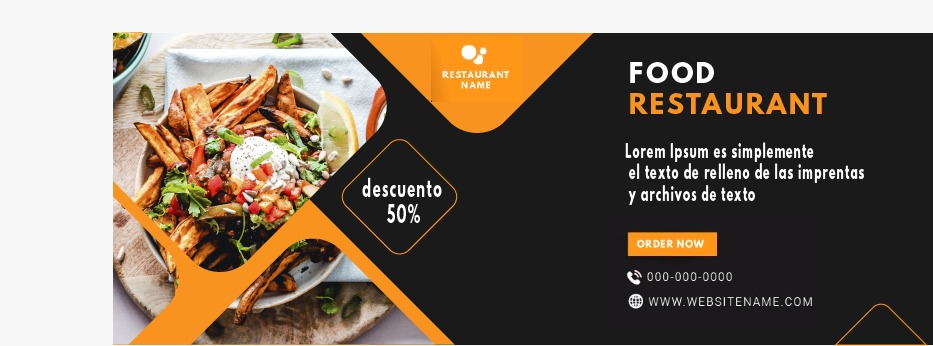 RESTAURANT
NAME
FOOD
RESTAURANT
Lorem Ipsum es simplemente
el texto de relleno de las imprentas
y archivos de texto
descuento
50%
ORDER NOW
000-000-0000
WWW.WEBSITENAME.COM